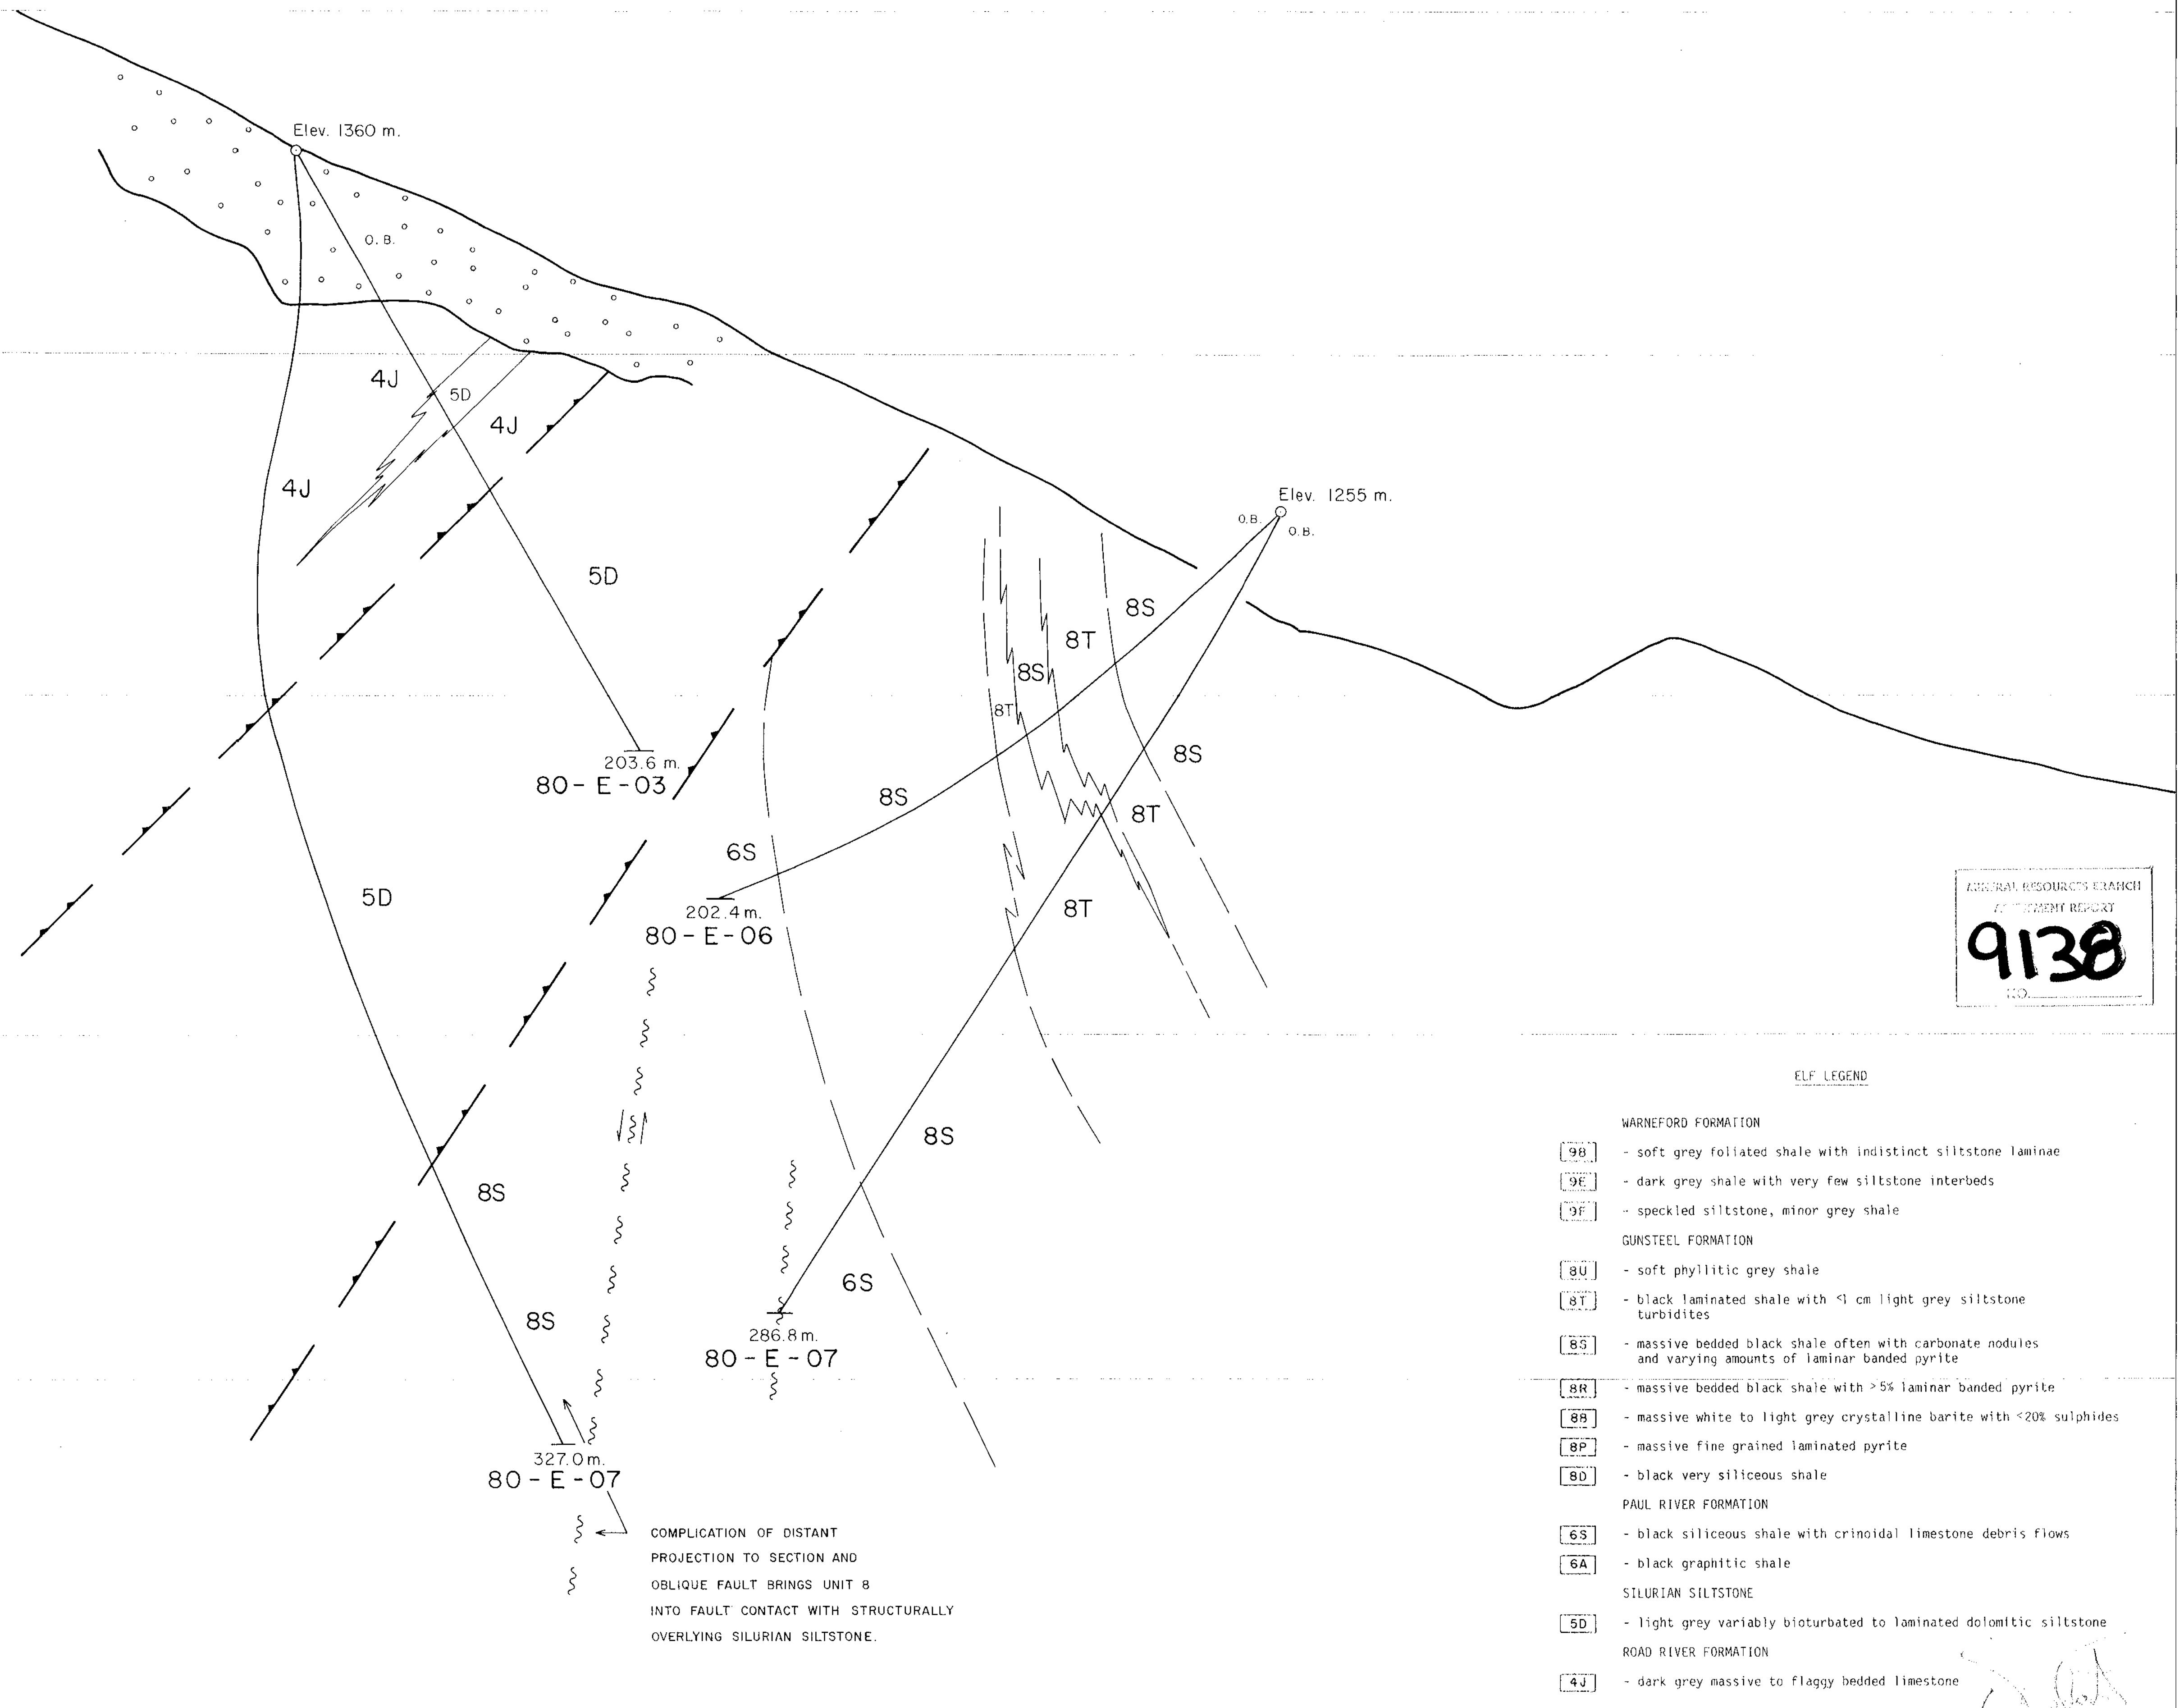 Elev. 1360 m.
O.B.
4J
5D
4J
4J
Elev. 1255 m.
O.B.
O.B.
5D
8S
8T
8S
8T
203.6 m.
80-E-03
8S
8S
8T
6S
5D
202.4 m.
80-E-06
8T
MINERAL RESOURCES BRANCH
ASSESSMENT REPORT
9138
NO.
8S
8S
6S
8S
286.8 m.
80-E-07
327.0 m.
80-E-07
COMPLICATION OF DISTANT
PROJECTION TO SECTION AND
OBLIQUE FAULT BRINGS UNIT 8
INTO FAULT CONTACT WITH STRUCTURALLY
OVERLYING SILURIAN SILTSTONE.
ELF LEGEND
WARNEFORD FORMATION
9B - soft grey foliated shale with indistinct siltstone laminae
9E - dark grey shale with very few siltstone interbeds
9F - speckled siltstone, minor grey shale
GUNSTEEL FORMATION
8U - soft phyllitic grey shale
8T - black laminated shale with <1 cm light grey siltstone
turbidites
8S - massive bedded black shale often with carbonate nodules
and varying amounts of laminar banded pyrite
8R - massive bedded black shale with >5% laminar banded pyrite
8B - massive white to light grey crystalline barite with <20% sulphides
8P - massive fine grained laminated pyrite
8D - black very siliceous shale
PAUL RIVER FORMATION
6S - black siliceous shale with crinoidal limestone debris flows
6A - black graphitic shale
SILURIAN SILTSTONE
5D - light grey variably bioturbated to laminated dolomitic siltstone
ROAD RIVER FORMATION
4J - dark grey massive to flaggy bedded limestone